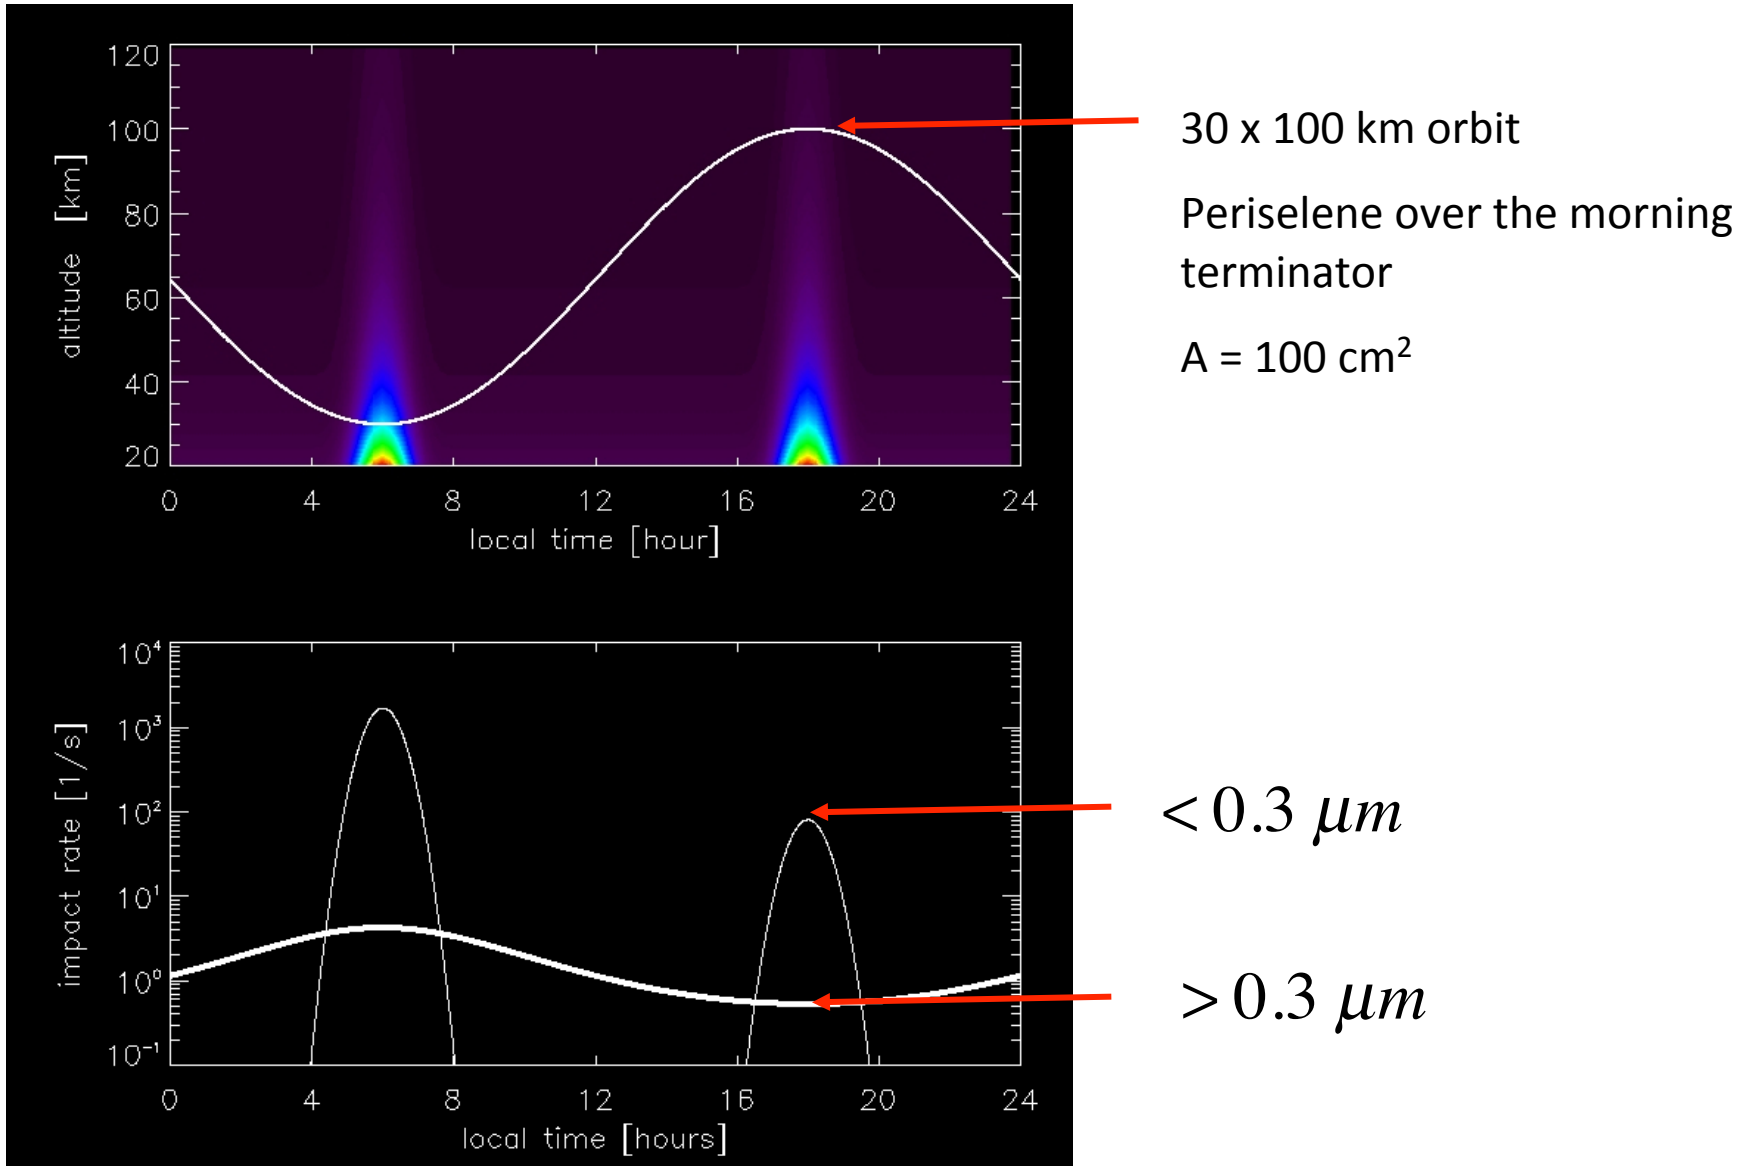 120
100
80
60
40
20
altitude [km]
0 4 8 12 16 20 24
local time [hour]
30 x 100 km orbit
Periselene over the morning
terminator
A = 100 cm²
10⁴
10³
10²
10¹
10⁰
10⁻¹
impact rate [1/s]
0 4 8 12 16 20 24
local time [hours]
< 0.3 μm
> 0.3 μm